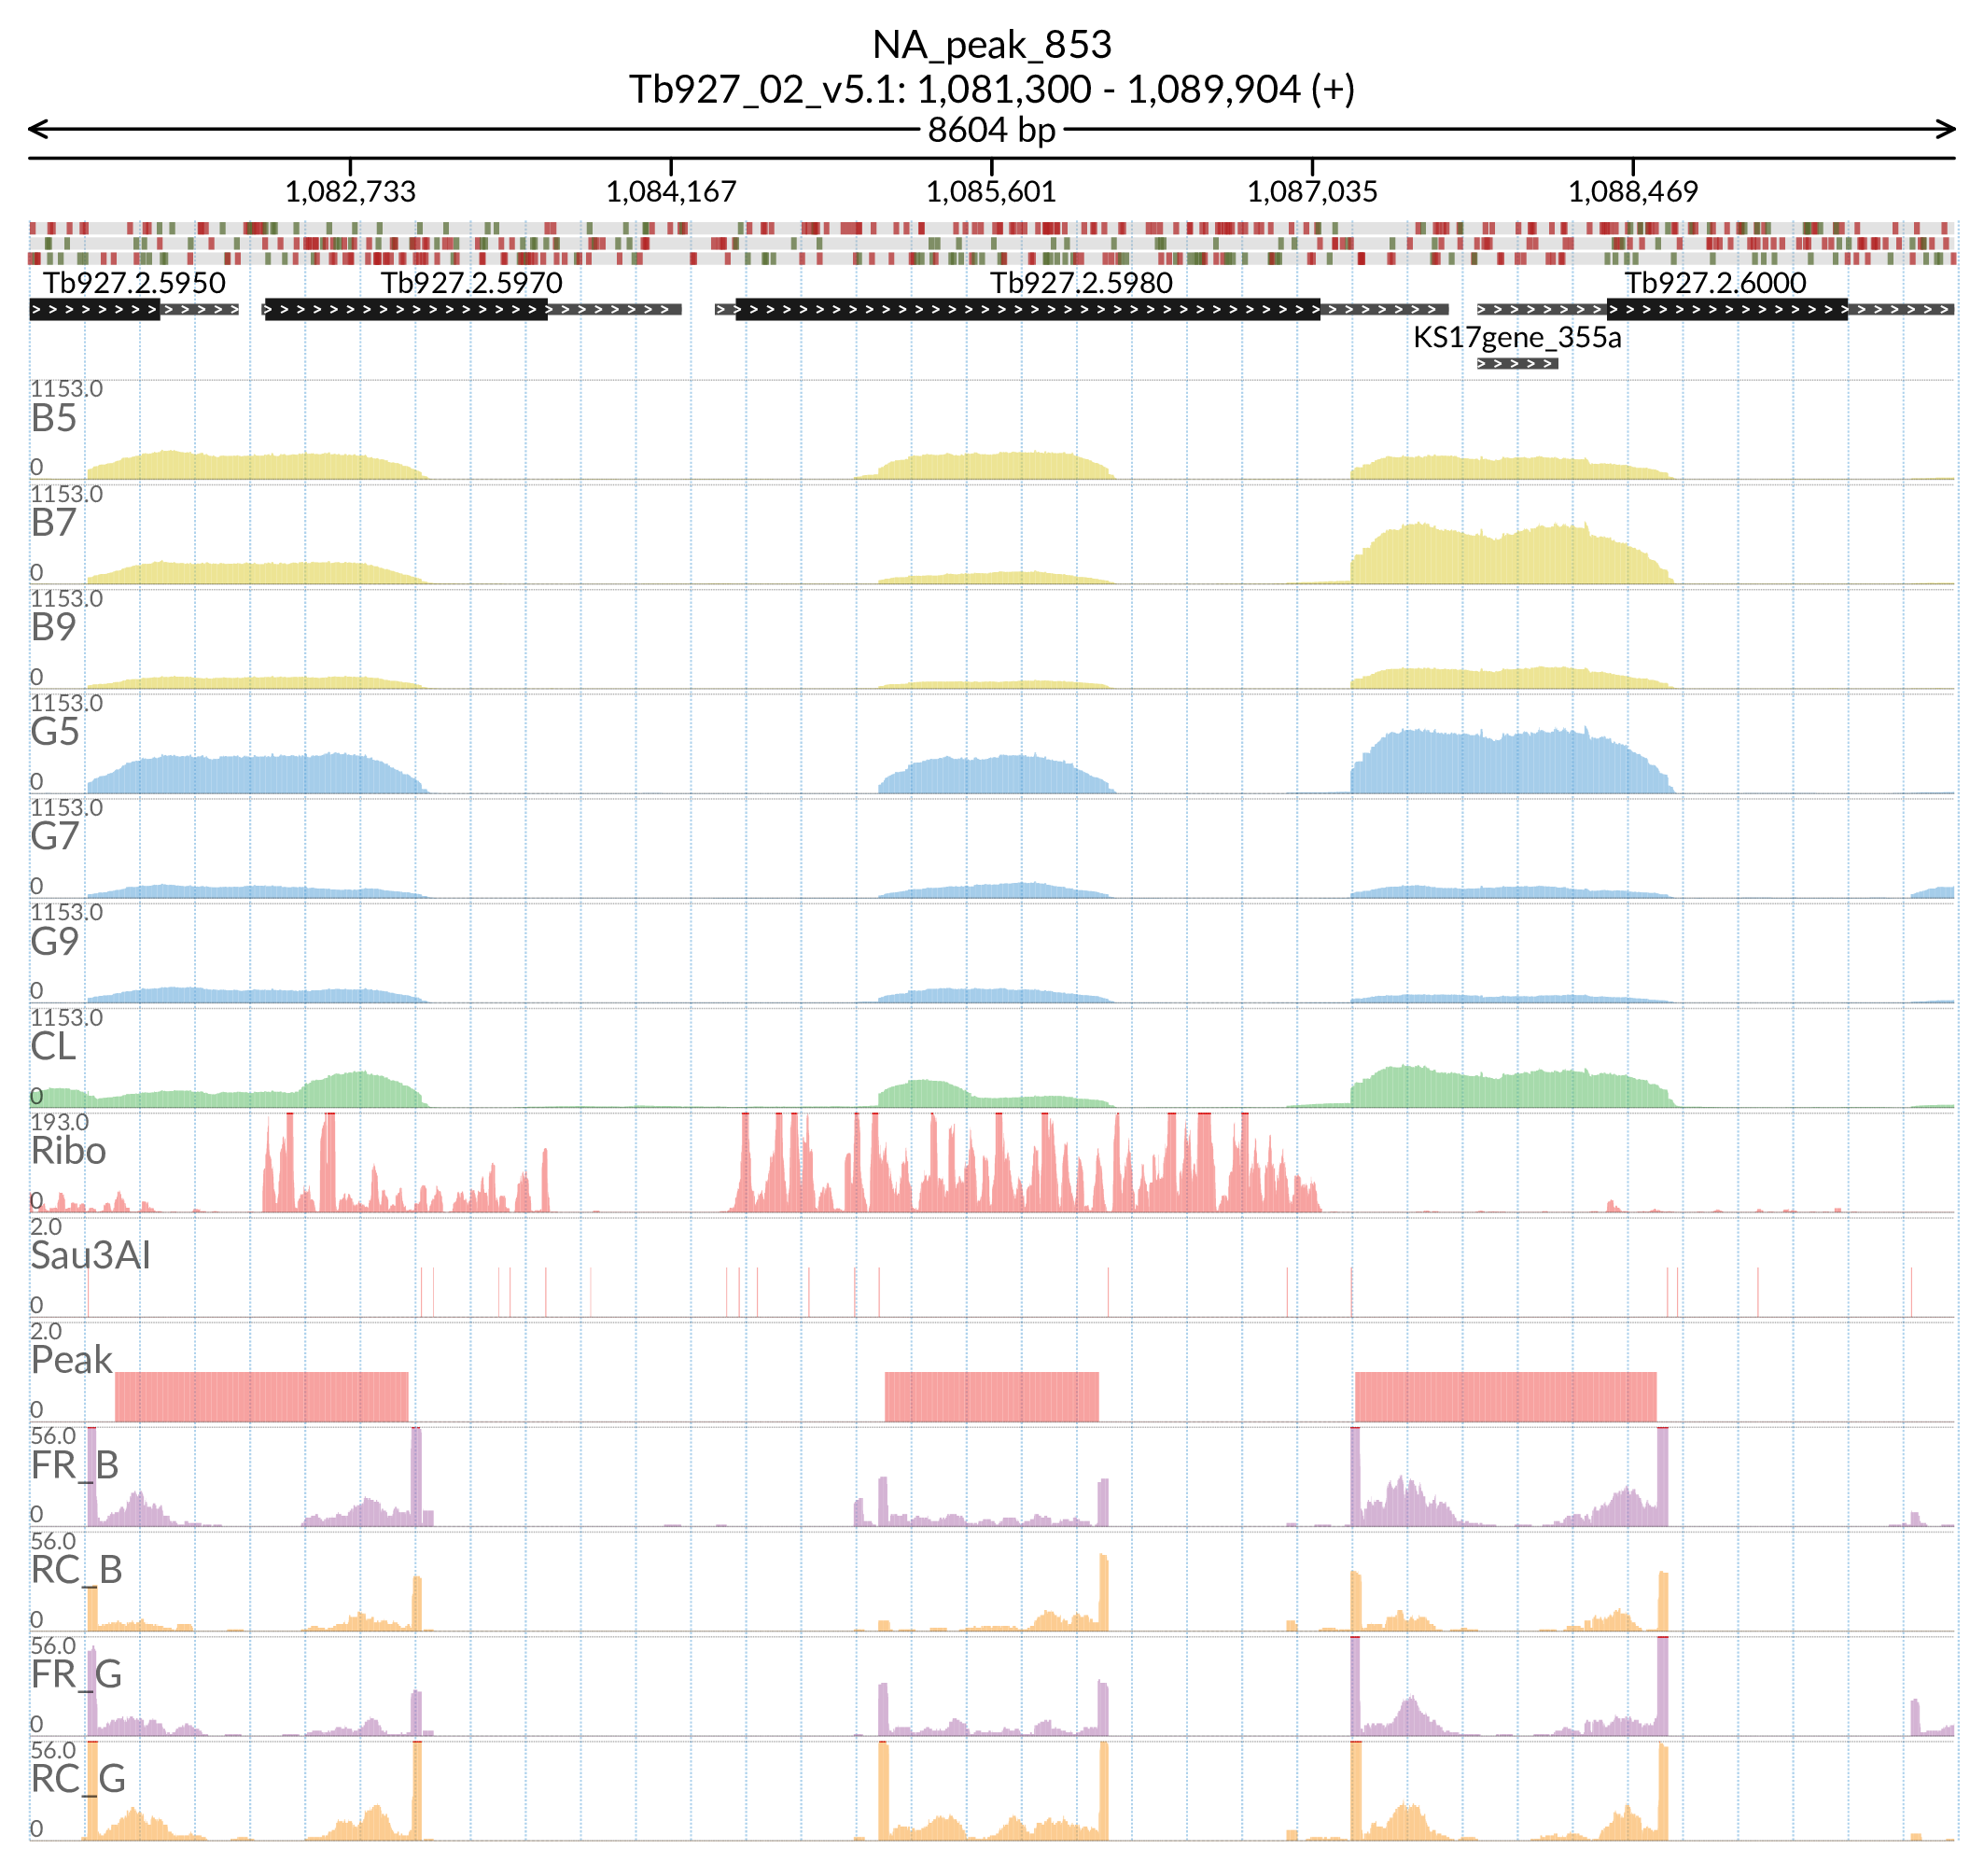 NA_peak_853
Tb927_02_v5.1: 1,081,300 - 1,089,904 (+)
8604 bp
1,082,733 1,084,167 1,085,601 1,087,035 1,088,469
Tb927.2.5950 Tb927.2.5970 Tb927.2.5980 Tb927.2.6000
KS17gene_355a
1153.0
B5
0
1153.0
B7
0
1153.0
B9
0
1153.0
G5
0
1153.0
G7
0
1153.0
G9
0
1153.0
CL
0
193.0
Ribo
0
2.0
Sau3AI
0
2.0
Peak
0
56.0
FR_B
0
56.0
RC_B
0
56.0
FR_G
0
56.0
RC_G
0